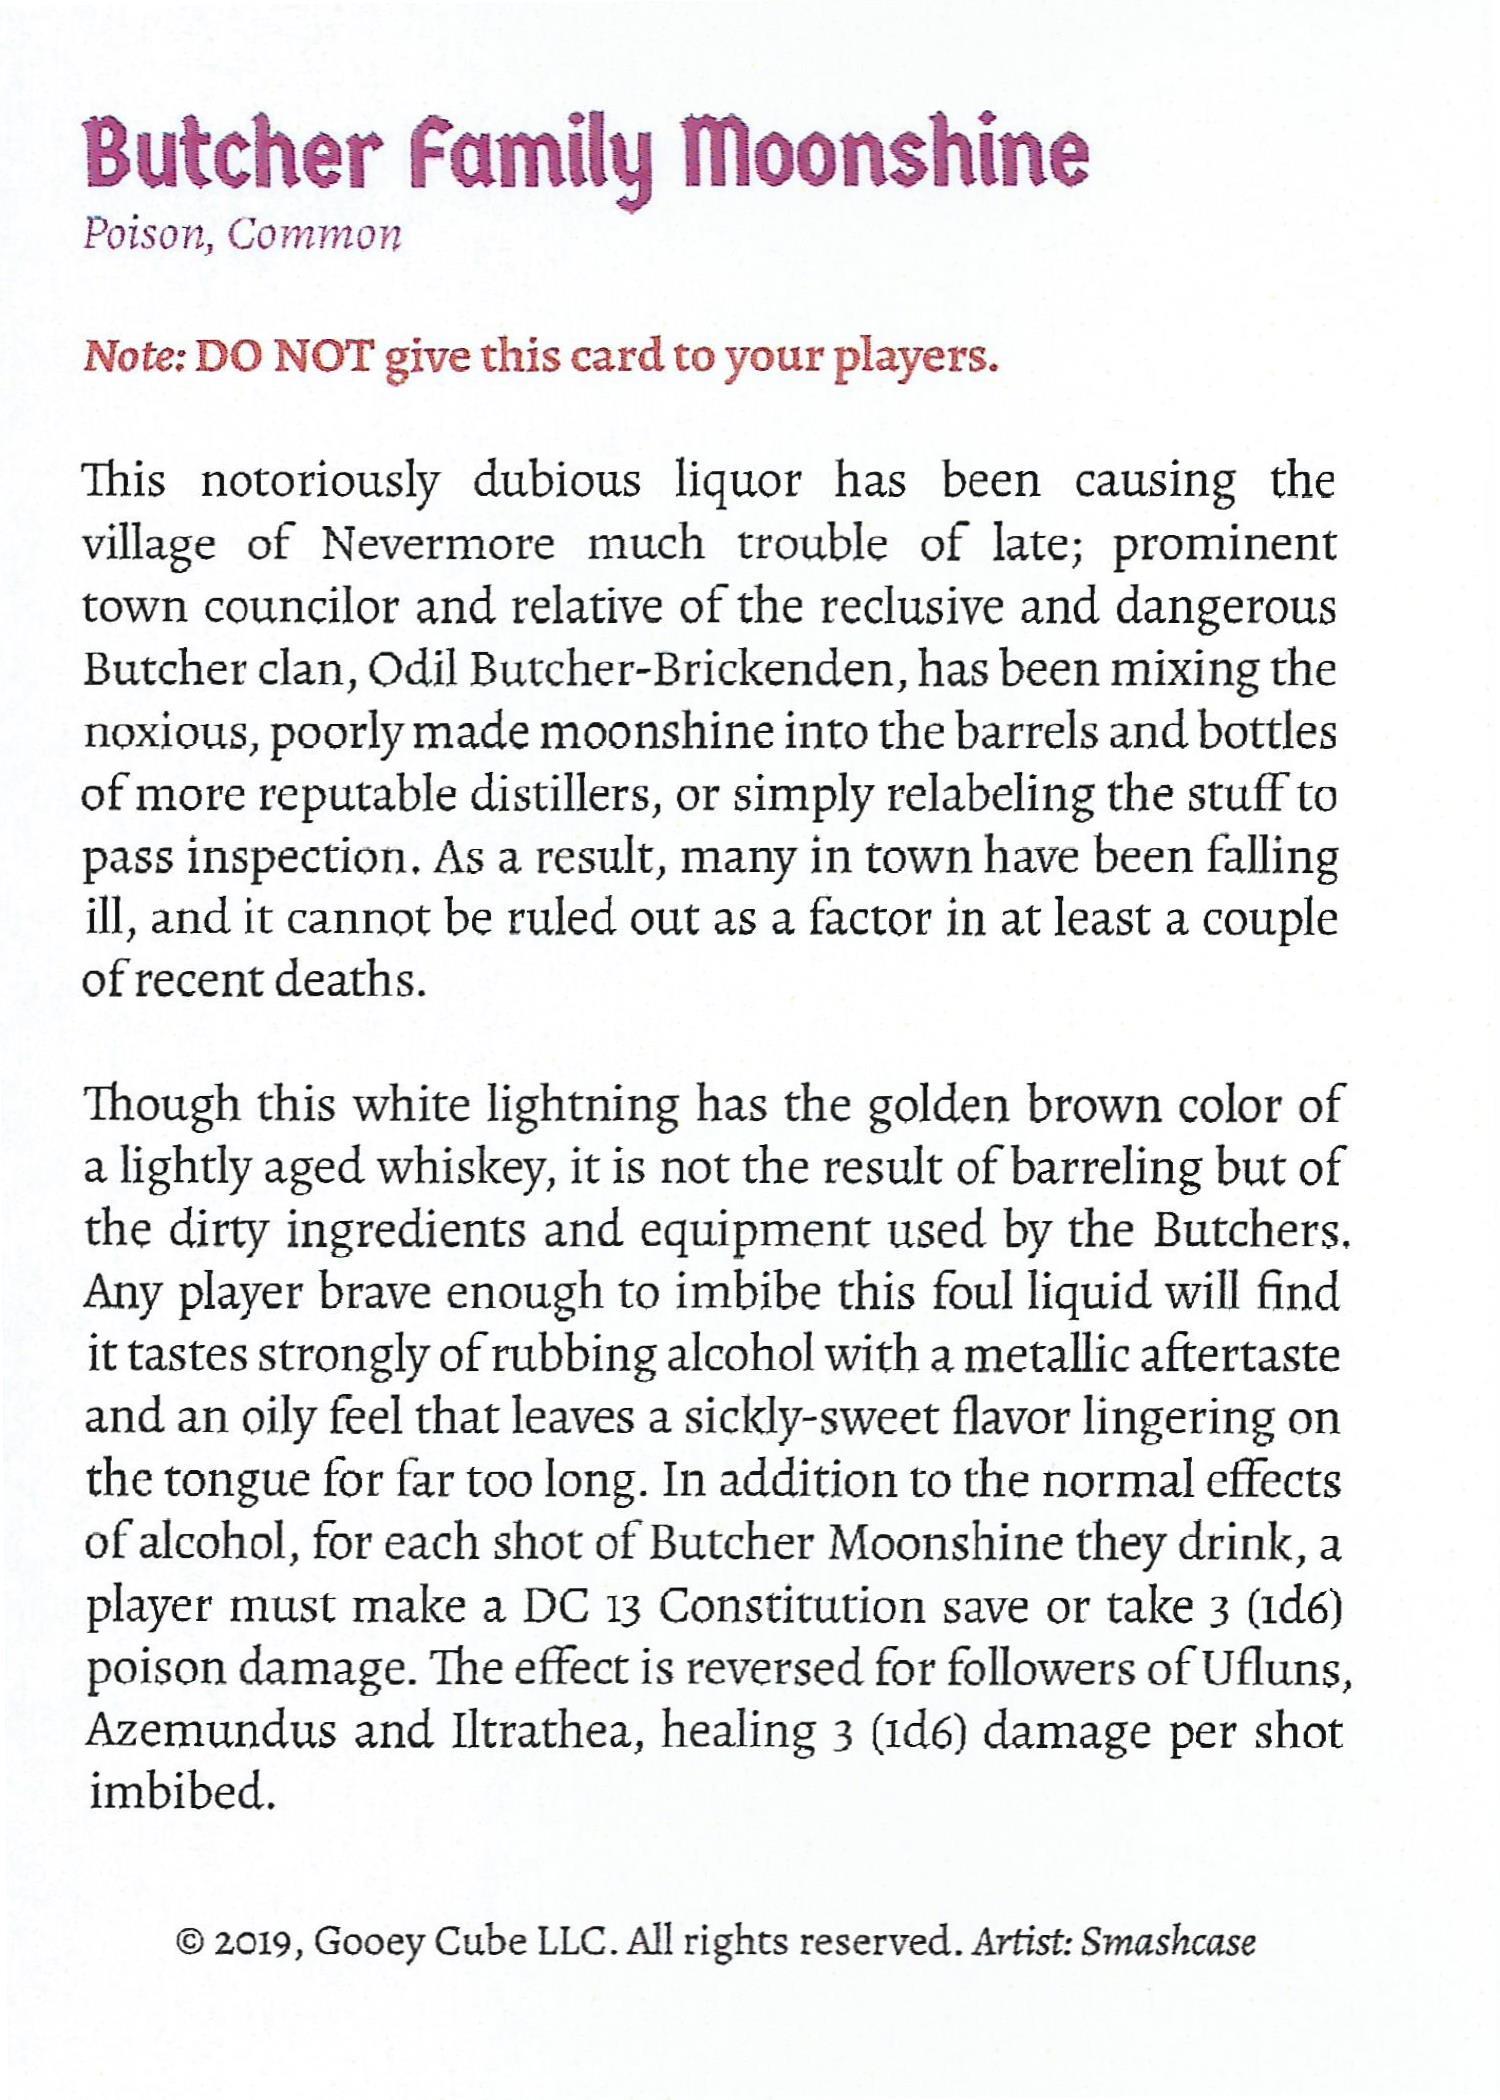 Butcher Family Moonshine
Poison, Common
Note: DO NOT give this card to your players.
This notoriously dubious liquor has been causing the
village of Nevermore much trouble of late; prominent
town councilor and relative of the reclusive and dangerous
Butcher clan, Odil Butcher-Brickenden, has been mixing the
noxious, poorly made moonshine into the barrels and bottles
of more reputable distillers, or simply relabeling the stuff to
pass inspection. As a result, many in town have been falling
ill, and it cannot be ruled out as a factor in at least a couple
of recent deaths.
Though this white lightning has the golden brown color of
a lightly aged whiskey, it is not the result of barreling but of
the dirty ingredients and equipment used by the Butchers.
Any player brave enough to imbibe this foul liquid will find
it tastes strongly of rubbing alcohol with a metallic aftertaste
and an oily feel that leaves a sickly-sweet flavor lingering on
the tongue for far too long. In addition to the normal effects
of alcohol, for each shot of Butcher Moonshine they drink, a
player must make a DC 13 Constitution save or take 3 (1d6)
poison damage. The effect is reversed for followers of Ufluns,
Azemundus and Iltrathea, healing 3 (1d6) damage per shot
imbibed.
© 2019, Gooey Cube LLC. All rights reserved. Artist: Smashcase